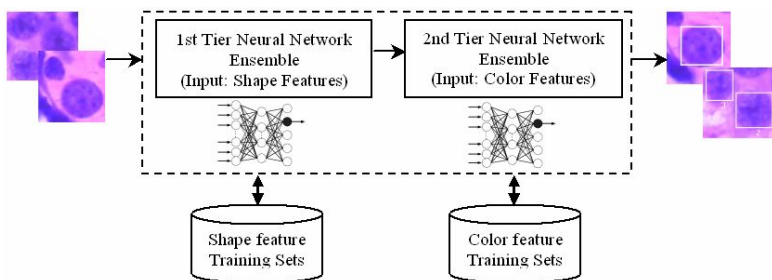 1st Tier Neural Network
Ensemble
(Input: Shape Features)
2nd Tier Neural Network
Ensemble
(Input: Color Features)
Shape feature
Training Sets
Color feature
Training Sets